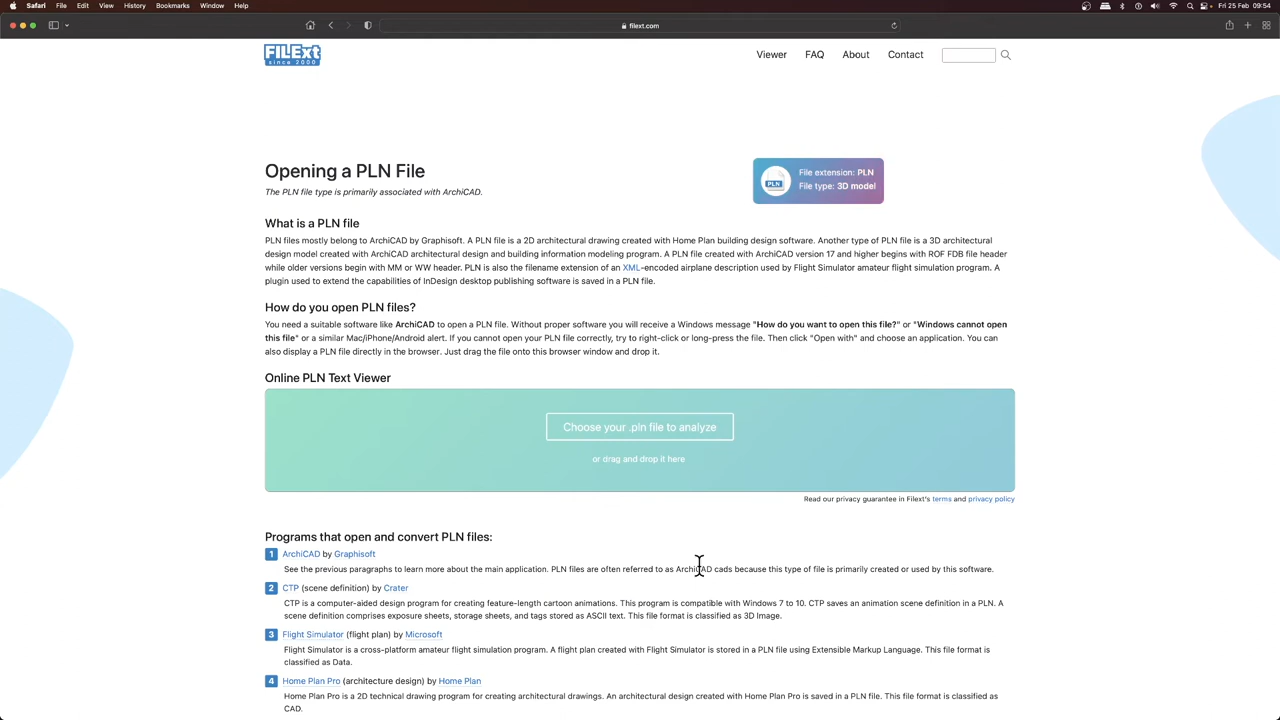 Safari File Edit View History Bookmarks Window Help Fri 25 Feb 09:54
filext.com
FILExt
since 2000
Viewer FAQ About Contact
Opening a PLN File
The PLN file type is primarily associated with ArchiCAD.
PLN
File extension: PLN
File type: 3D model
What is a PLN file
PLN files mostly belong to ArchiCAD by Graphisoft. A PLN file is a 2D architectural drawing created with Home Plan building design software. Another type of PLN file is a 3D architectural
design model created with ArchiCAD architectural design and building information modeling program. A PLN file created with ArchiCAD version 17 and higher begins with ROF FDB file header
while older versions begin with MM or WW header. PLN is also the filename extension of an XML-encoded airplane description used by Flight Simulator amateur flight simulation program. A
plugin used to extend the capabilities of InDesign desktop publishing software is saved in a PLN file.
How do you open PLN files?
You need a suitable software like ArchiCAD to open a PLN file. Without proper software you will receive a Windows message "How do you want to open this file?" or "Windows cannot open
this file" or a similar Mac/iPhone/Android alert. If you cannot open your PLN file correctly, try to right-click or long-press the file. Then click "Open with" and choose an application. You can
also display a PLN file directly in the browser. Just drag the file onto this browser window and drop it.
Online PLN Text Viewer
Choose your .pln file to analyze
or drag and drop it here
Read our privacy guarantee in Filext's terms and privacy policy
Programs that open and convert PLN files:
1 ArchiCAD by Graphisoft
See the previous paragraphs to learn more about the main application. PLN files are often referred to as ArchiCAD cads because this type of file is primarily created or used by this software.
2 CTP (scene definition) by Crater
CTP is a computer-aided design program for creating feature-length cartoon animations. This program is compatible with Windows 7 to 10. CTP saves an animation scene definition in a PLN. A
scene definition comprises exposure sheets, storage sheets, and tags stored as ASCII text. This file format is classified as 3D Image.
3 Flight Simulator (flight plan) by Microsoft
Flight Simulator is a cross-platform amateur flight simulation program. A flight plan created with Flight Simulator is stored in a PLN file using Extensible Markup Language. This file format is
classified as Data.
4 Home Plan Pro (architecture design) by Home Plan
Home Plan Pro is a 2D technical drawing program for creating architectural drawings. An architectural design created with Home Plan Pro is saved in a PLN file. This file format is classified as
CAD.